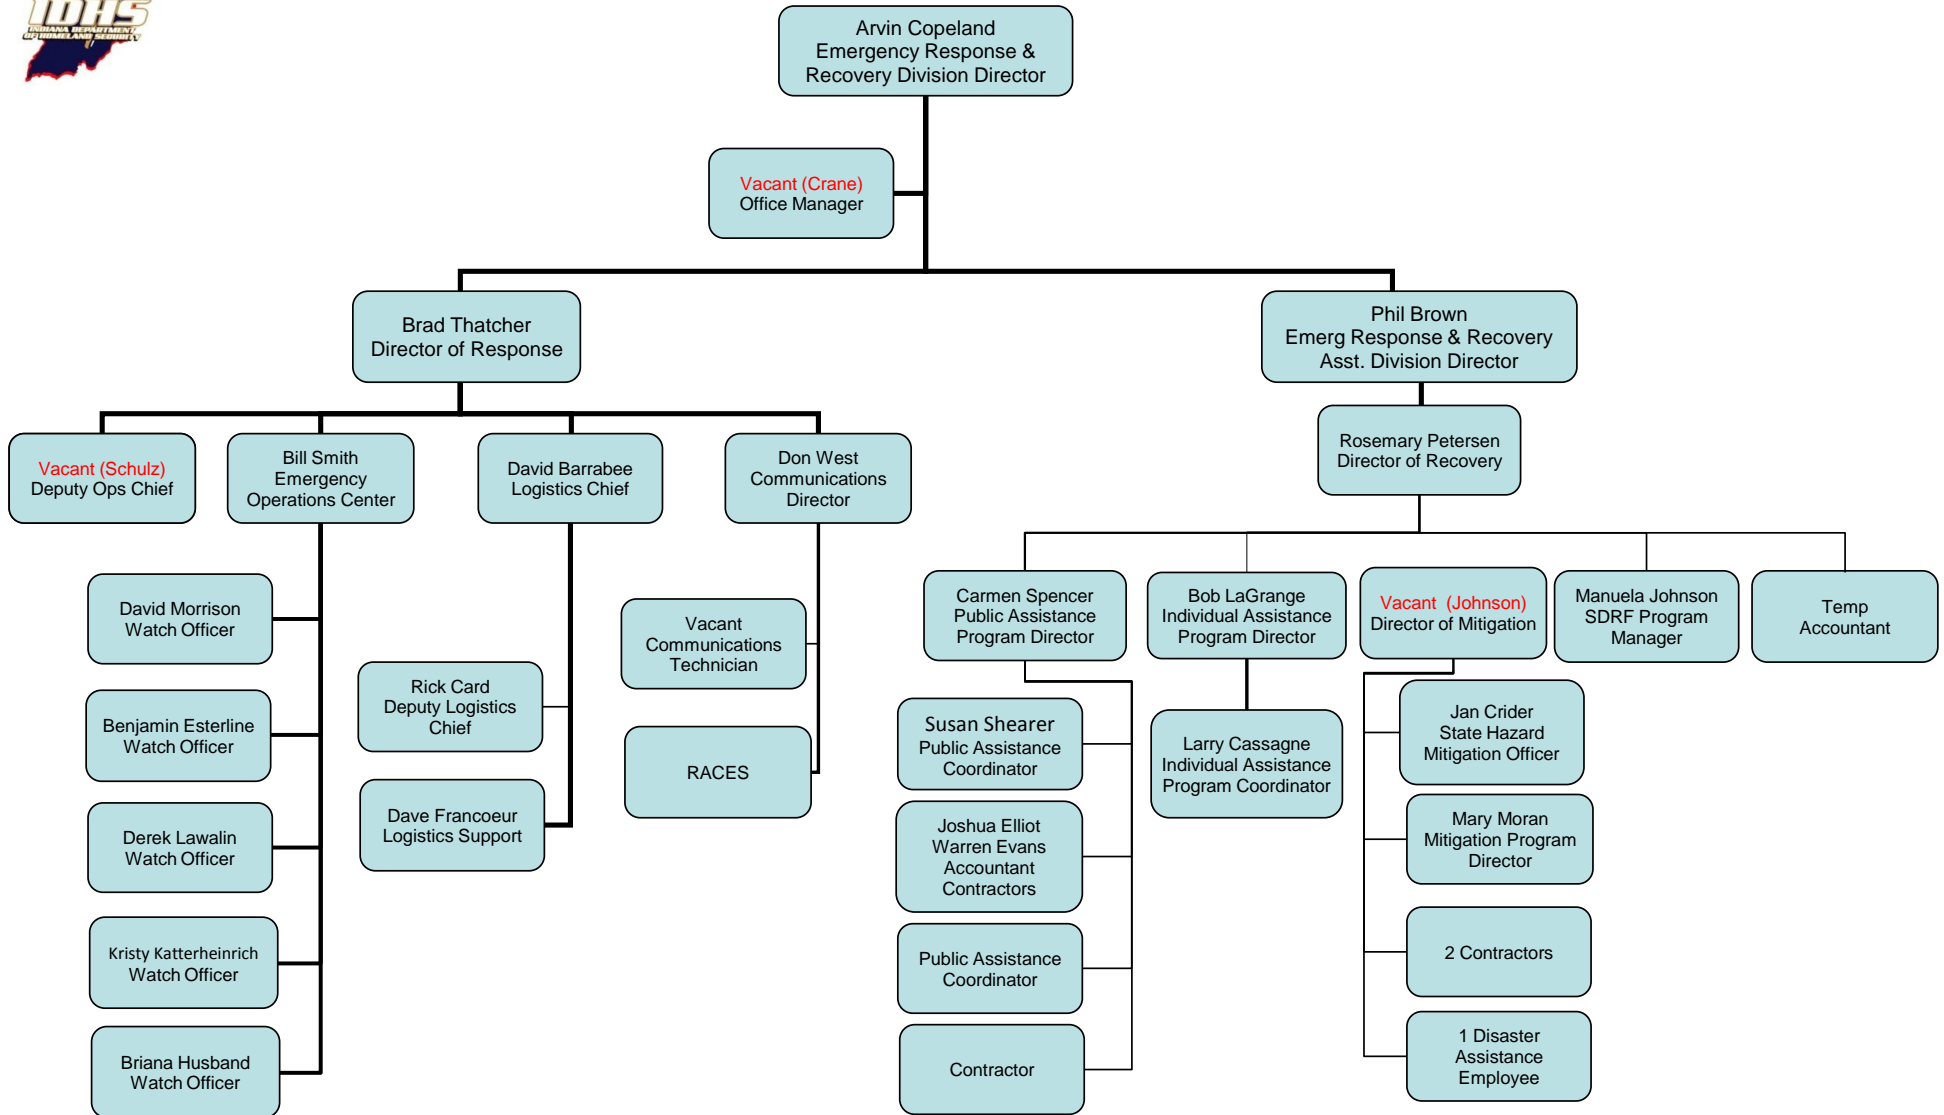 IDHS
INDIANA DEPARTMENT
OF HOMELAND SECURITY
Arvin Copeland
Emergency Response &
Recovery Division Director
Vacant (Crane)
Office Manager
Brad Thatcher
Director of Response
Phil Brown
Emerg Response & Recovery
Asst. Division Director
Rosemary Petersen
Director of Recovery
Vacant (Schulz)
Deputy Ops Chief
Bill Smith
Emergency
Operations Center
David Barrabee
Logistics Chief
Don West
Communications
Director
David Morrison
Watch Officer
Benjamin Esterline
Watch Officer
Derek Lawalin
Watch Officer
Kristy Katterheinrich
Watch Officer
Briana Husband
Watch Officer
Rick Card
Deputy Logistics
Chief
Dave Francoeur
Logistics Support
Vacant
Communications
Technician
RACES
Carmen Spencer
Public Assistance
Program Director
Bob LaGrange
Individual Assistance
Program Director
Vacant (Johnson)
Director of Mitigation
Manuela Johnson
SDRF Program
Manager
Temp
Accountant
Susan Shearer
Public Assistance
Coordinator
Joshua Elliot
Warren Evans
Accountant
Contractors
Public Assistance
Coordinator
Contractor
Larry Cassagne
Individual Assistance
Program Coordinator
Jan Crider
State Hazard
Mitigation Officer
Mary Moran
Mitigation Program
Director
2 Contractors
1 Disaster
Assistance
Employee